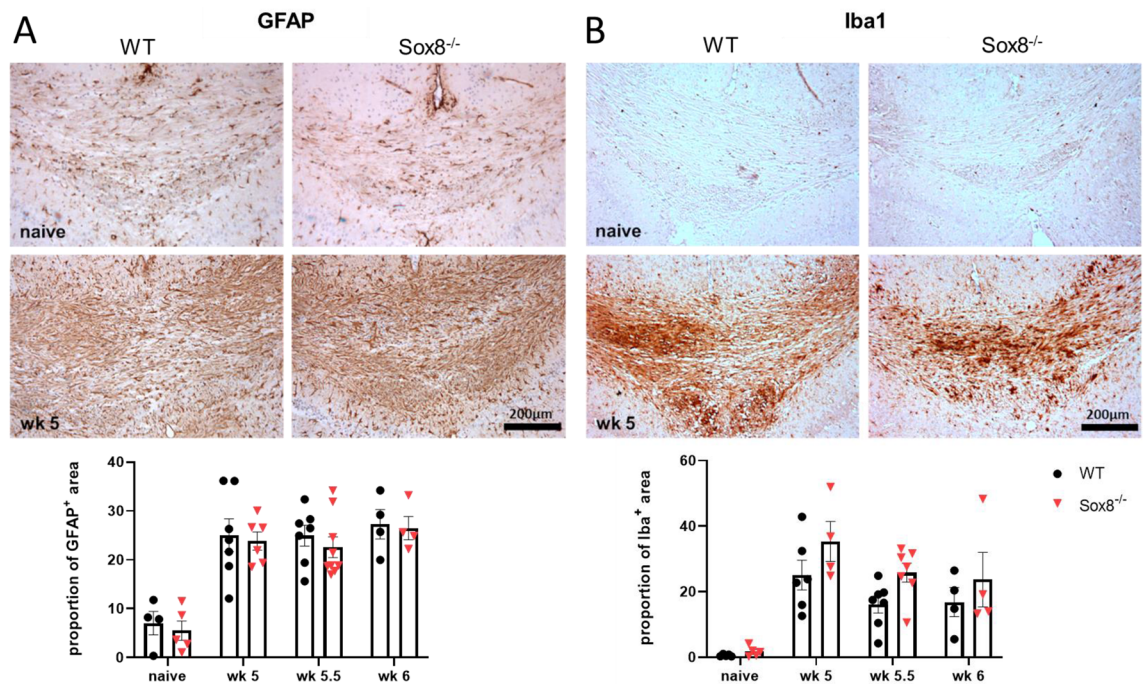 A
GFAP
WT
Sox8-/-
naive
wk 5
200µm
proportion of GFAP+ area
40
30
20
10
0
naive
wk 5
wk 5.5
wk 6
B
Iba1
WT
Sox8-/-
naive
wk 5
200µm
proportion of Iba+ area
60
40
20
0
naive
wk 5
wk 5.5
wk 6
WT
Sox8-/-